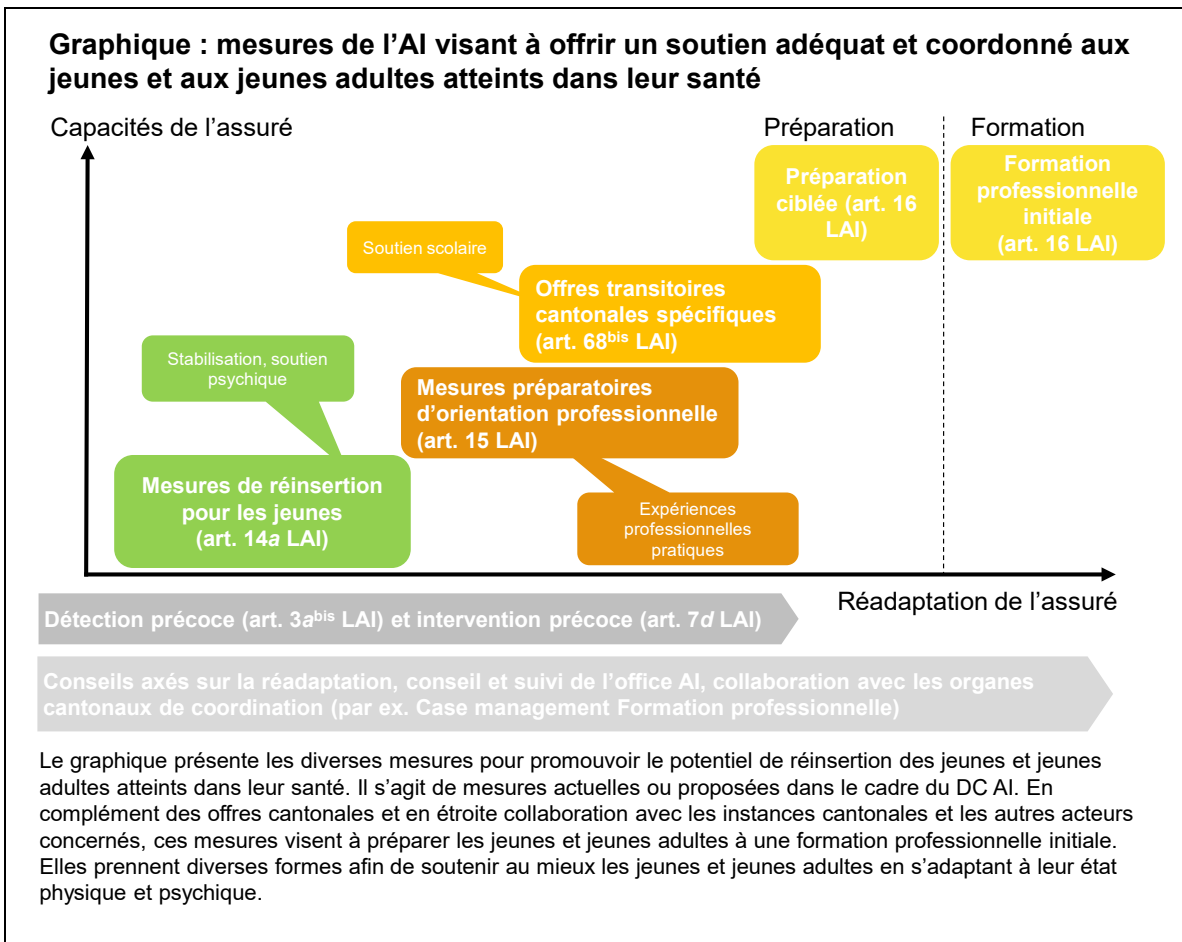 Graphique : mesures de l’AI visant à offrir un soutien adéquat et coordonné aux
jeunes et aux jeunes adultes atteints dans leur santé
Capacités de l’assuré
Préparation
Formation
Préparation
ciblée (art. 16
LAI)
Formation
professionnelle
initiale
(art. 16 LAI)
Soutien scolaire
Offres transitoires
cantonales spécifiques
(art. 68bis LAI)
Stabilisation, soutien
psychique
Mesures préparatoires
d’orientation professionnelle
(art. 15 LAI)
Mesures de réinsertion
pour les jeunes
(art. 14a LAI)
Expériences
professionnelles
pratiques
Réadaptation de l’assuré
Détection précoce (art. 3abis LAI) et intervention précoce (art. 7d LAI)
Conseils axés sur la réadaptation, conseil et suivi de l’office AI, collaboration avec les organes
cantonaux de coordination (par ex. Case management Formation professionnelle)
Le graphique présente les diverses mesures pour promouvoir le potentiel de réinsertion des jeunes et jeunes
adultes atteints dans leur santé. Il s’agit de mesures actuelles ou proposées dans le cadre du DC AI. En
complément des offres cantonales et en étroite collaboration avec les instances cantonales et les autres acteurs
concernés, ces mesures visent à préparer les jeunes et jeunes adultes à une formation professionnelle initiale.
Elles prennent diverses formes afin de soutenir au mieux les jeunes et jeunes adultes en s’adaptant à leur état
physique et psychique.